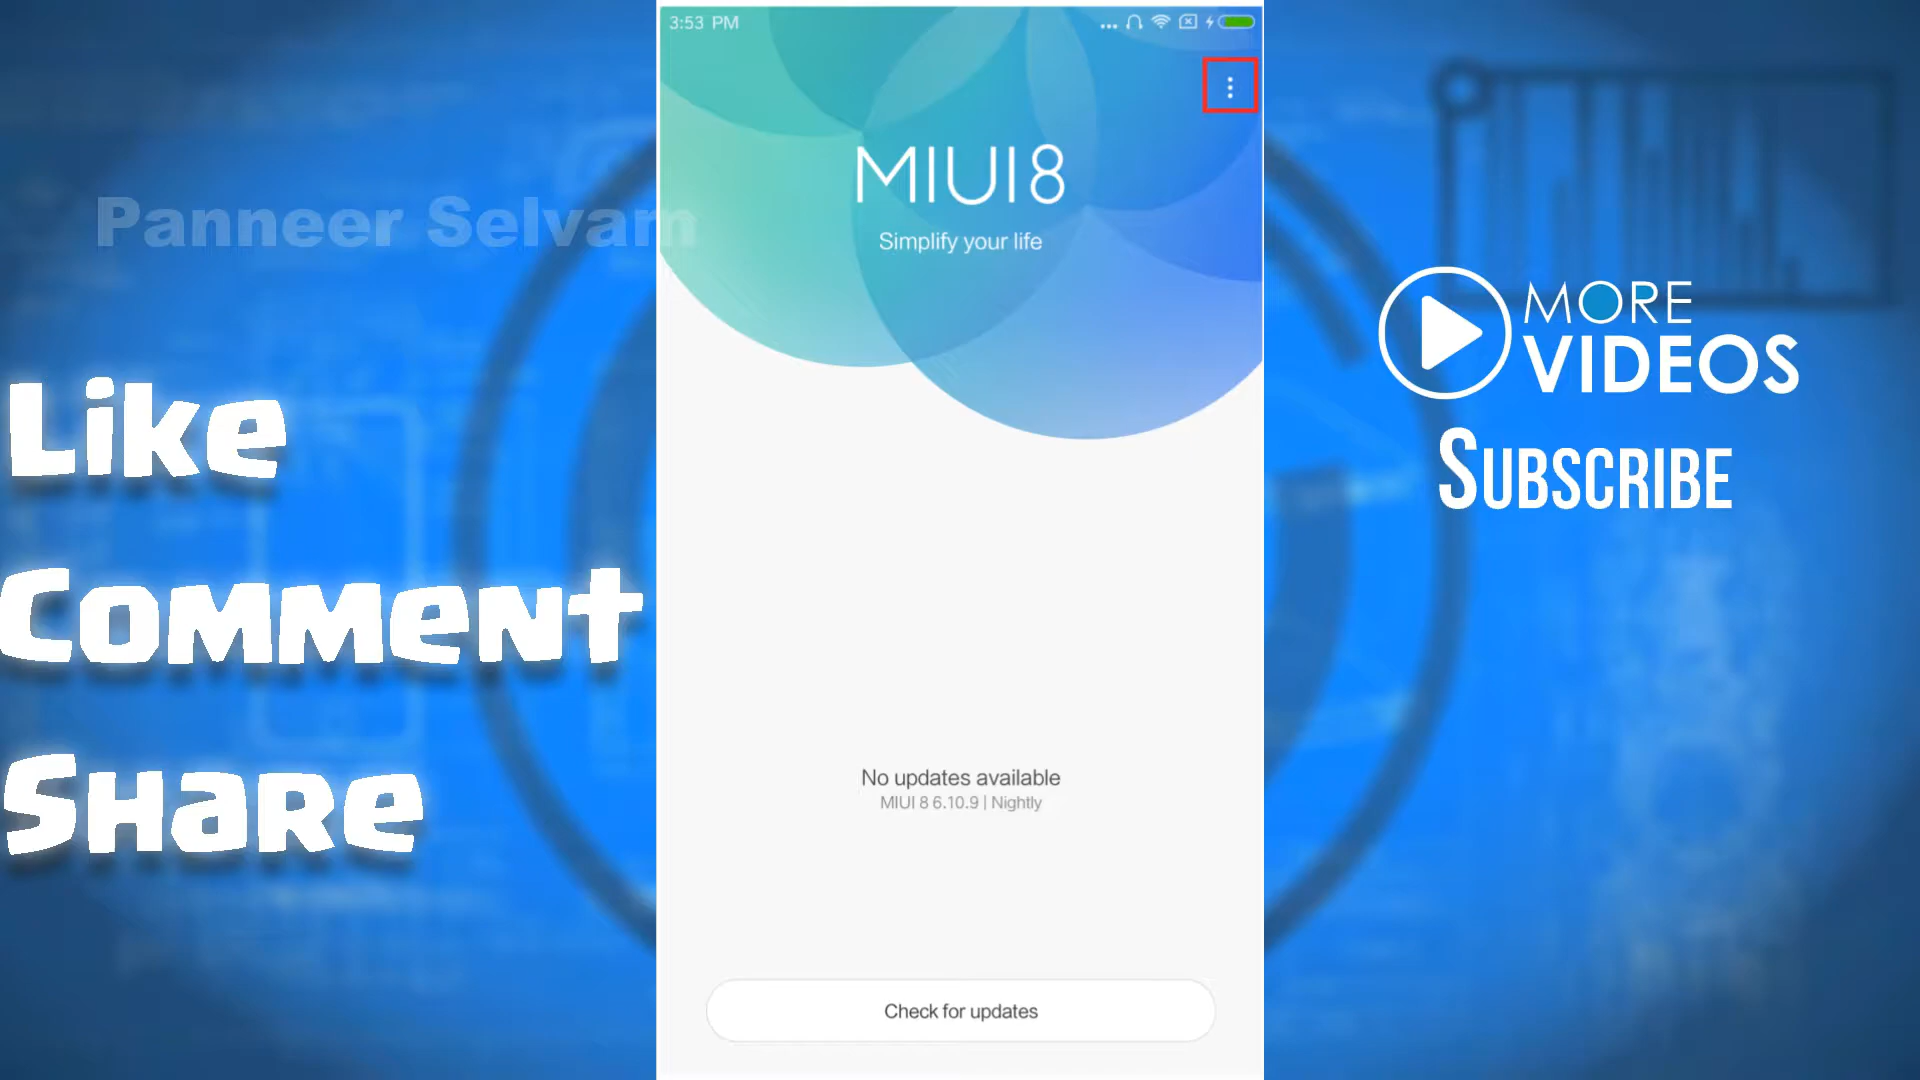 3:53 PM
MIUI8
Simplify your life
Panneer Selvam
MORE
VIDEOS
SUBSCRIBE
Like
Comment
Share
No updates available
MIUI 8 6.10.9 | Nightly
Check for updates